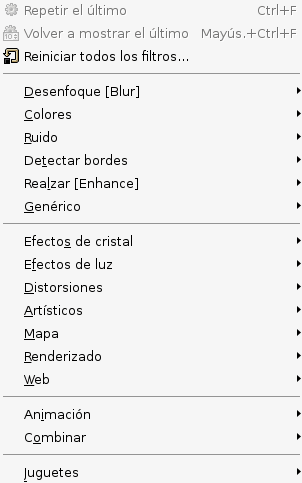 Repetir el último Ctrl+F
Volver a mostrar el último Mayús.+Ctrl+F
Reiniciar todos los filtros...
Desenfoque [Blur]
Colores
Ruido
Detectar bordes
Realzar [Enhance]
Genérico
Efectos de cristal
Efectos de luz
Distorsiones
Artísticos
Mapa
Renderizado
Web
Animación
Combinar
Juguetes